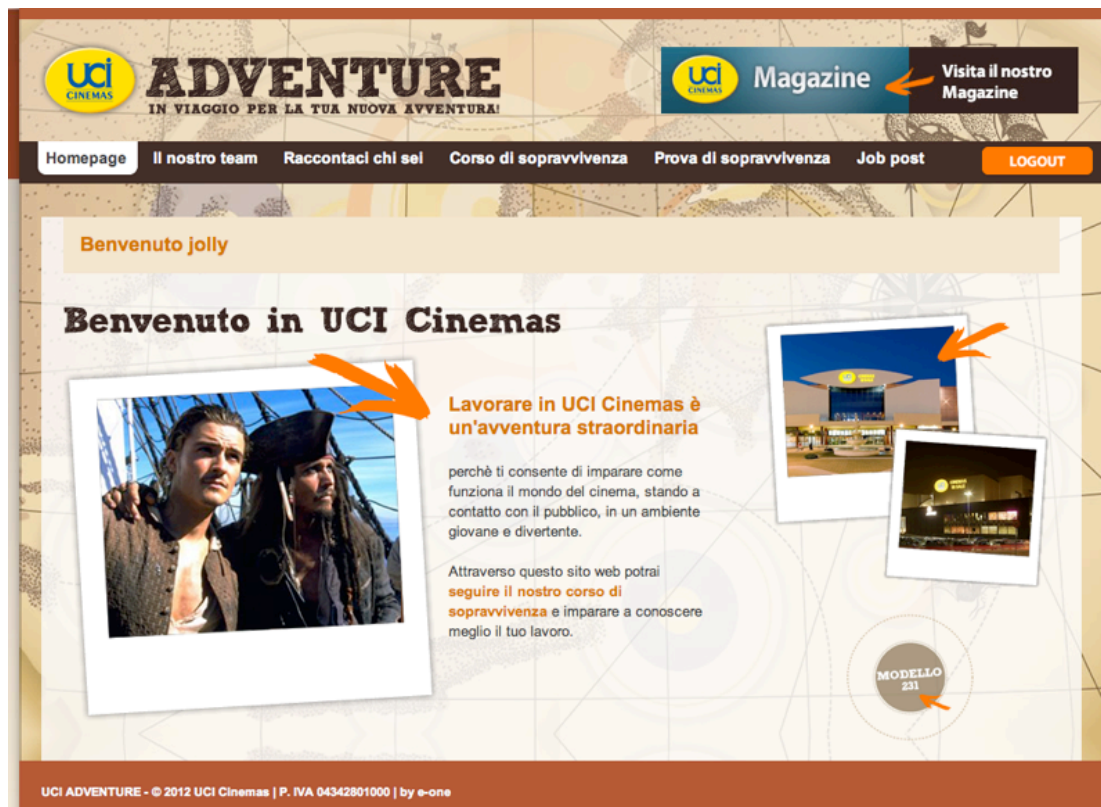 uci
CINEMAS
ADVENTURE
IN VIAGGIO PER LA TUA NUOVA AVVENTURA!
uci
CINEMAS
Magazine
Visita il nostro
Magazine
Homepage
Il nostro team
Raccontaci chi sei
Corso di sopravvivenza
Prova di sopravvivenza
Job post
LOGOUT
Benvenuto jolly
Benvenuto in UCI Cinemas
Lavorare in UCI Cinemas è
un'avventura straordinaria
perchè ti consente di imparare come
funziona il mondo del cinema, stando a
contatto con il pubblico, in un ambiente
giovane e divertente.
Attraverso questo sito web potrai
seguire il nostro corso di
sopravvivenza e imparare a conoscere
meglio il tuo lavoro.
MODELLO
231
UCI ADVENTURE - © 2012 UCI Cinemas | P. IVA 04342801000 | by e-one